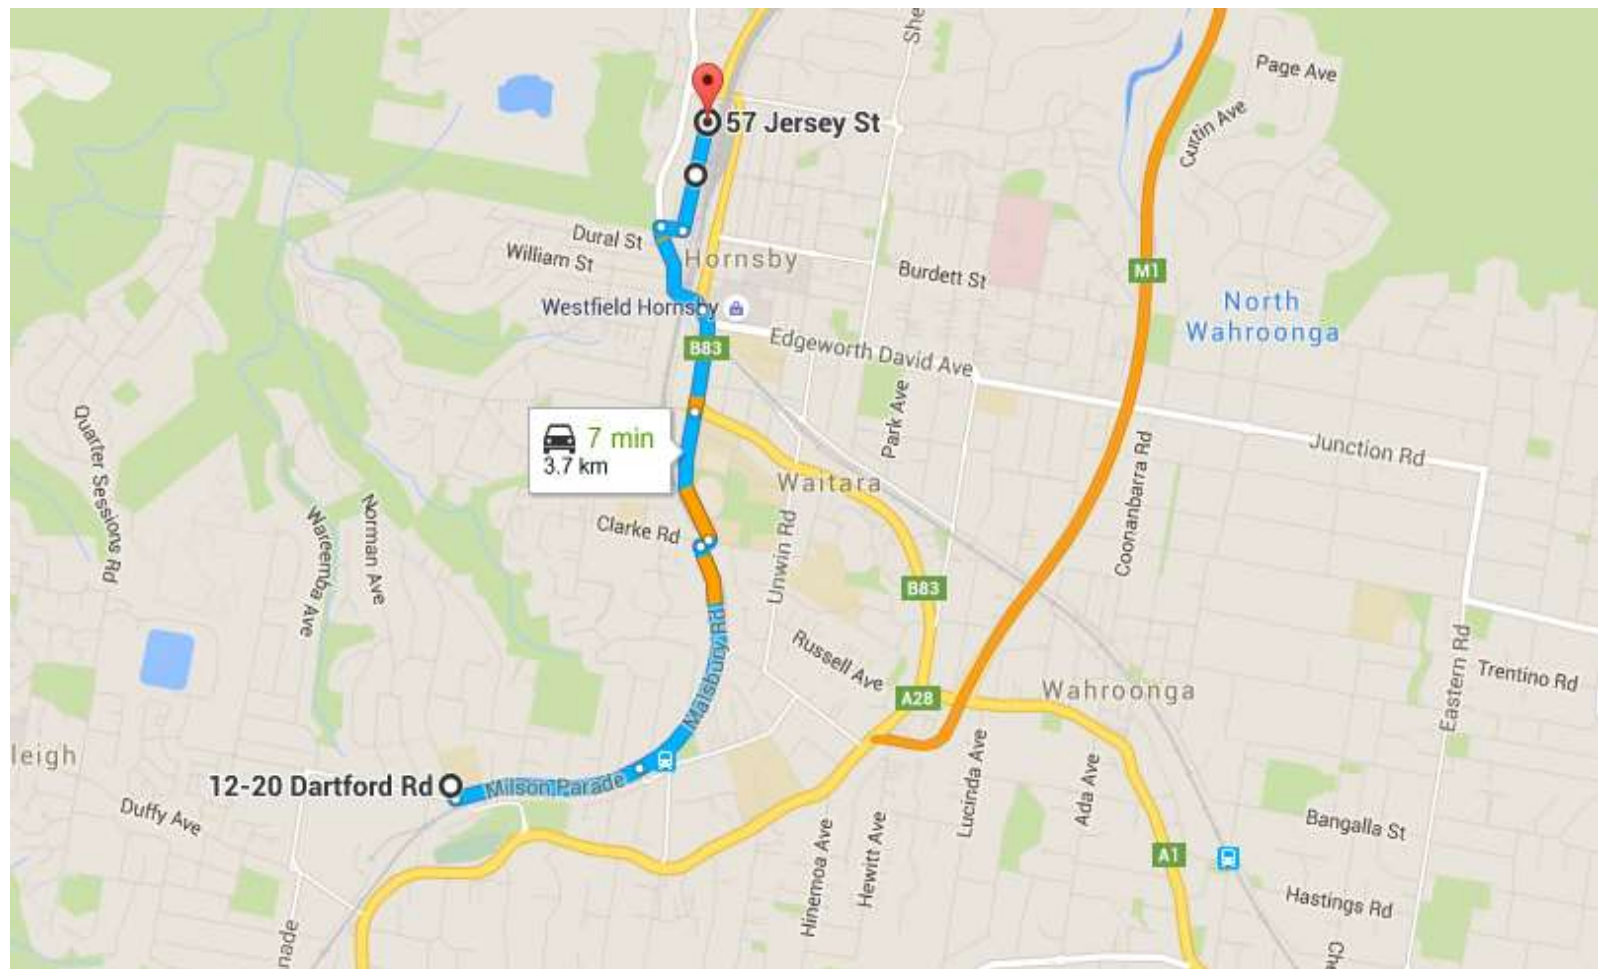 She
Page Ave
Curtin Ave
57 Jersey St
Dural St
William St
Hornsby
Burdett St
M1
North
Wahroonga
Westfield Hornsby
B83
Edgeworth David Ave
Park Ave
7 min
3.7 km
Junction Rd
Coonanbarra Rd
Quarter Sessions Rd
Norman Ave
Wareemba Ave
Waitara
Clarke Rd
Unwin Rd
B83
Malsbury Rd
Russell Ave
A28
Wahroonga
Eastern Rd
Trentino Rd
leigh
12-20 Dartford Rd
Milson Parade
Duffy Ave
Lucinda Ave
Ada Ave
Hinemoa Ave
Hewitt Ave
Bangalla St
A1
Hastings Rd
nade
Che